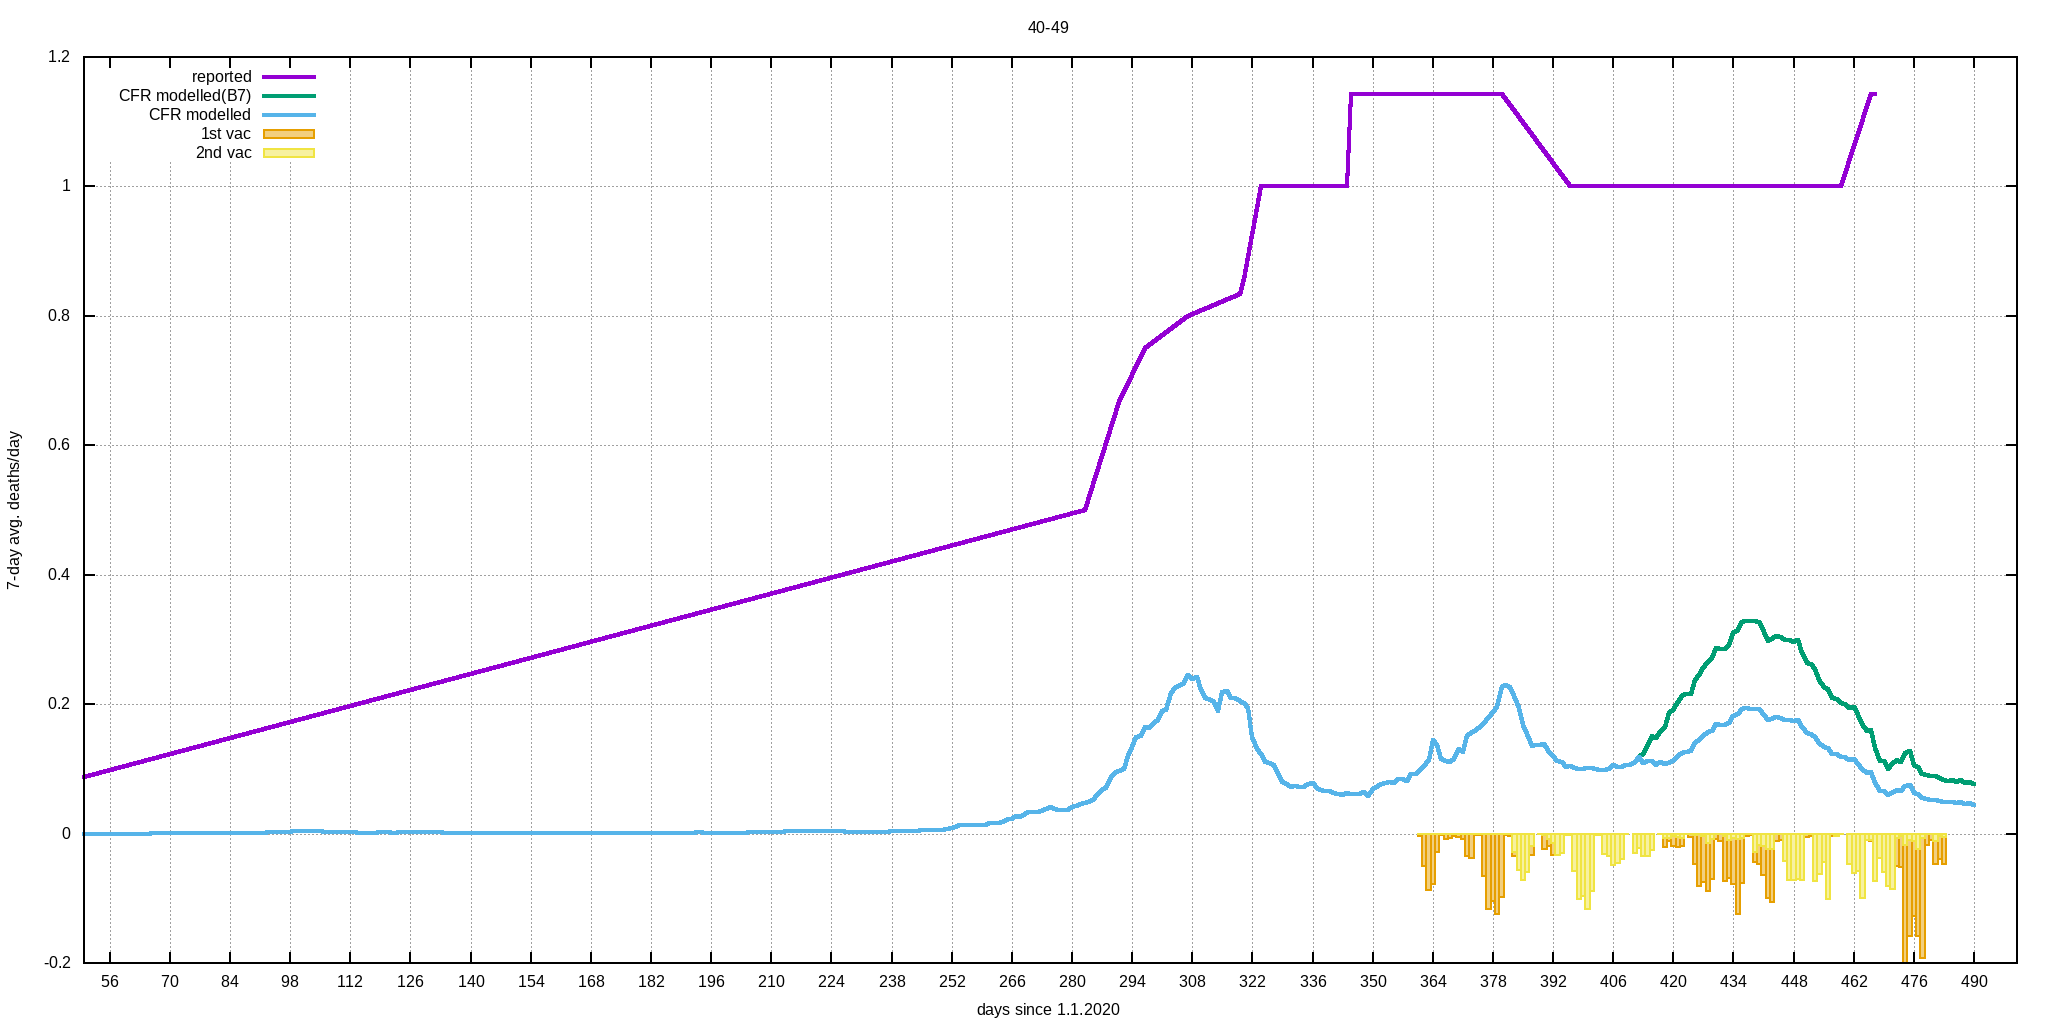 40-49
1.2
1
0.8
0.6
0.4
0.2
0
-0.2
7-day avg. deaths/day
reported
CFR modelled(B7)
CFR modelled
1st vac
2nd vac
56 70 84 98 112 126 140 154 168 182 196 210 224 238 252 266 280 294 308 322 336 350 364 378 392 406 420 434 448 462 476 490
days since 1.1.2020